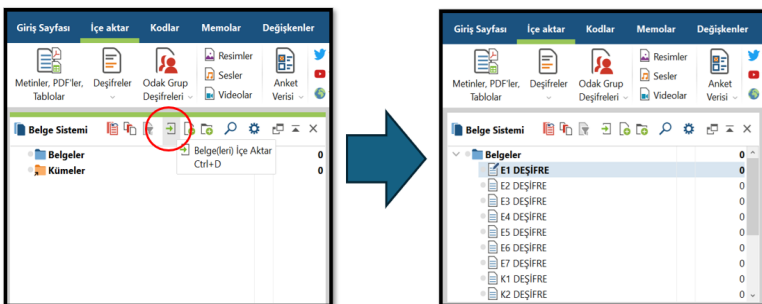 Giriş Sayfası İçe aktar Kodlar Memolar Değişkenler
Metinler, PDF'ler, Tablolar
Deşifreler
Odak Grup Deşifreleri
Resimler
Sesler
Videolar
Anket Verisi
Belge Sistemi
Belge(leri) İçe Aktar
Ctrl+D
Belgeler 0
Kümeler 0
Giriş Sayfası İçe aktar Kodlar Memolar Değişkenler
Metinler, PDF'ler, Tablolar
Deşifreler
Odak Grup Deşifreleri
Resimler
Sesler
Videolar
Anket Verisi
Belge Sistemi
Belgeler 0
E1 DEŞİFRE 0
E2 DEŞİFRE 0
E3 DEŞİFRE 0
E4 DEŞİFRE 0
E5 DEŞİFRE 0
E6 DEŞİFRE 0
E7 DEŞİFRE 0
K1 DEŞİFRE 0
K2 DEŞİFRE 0